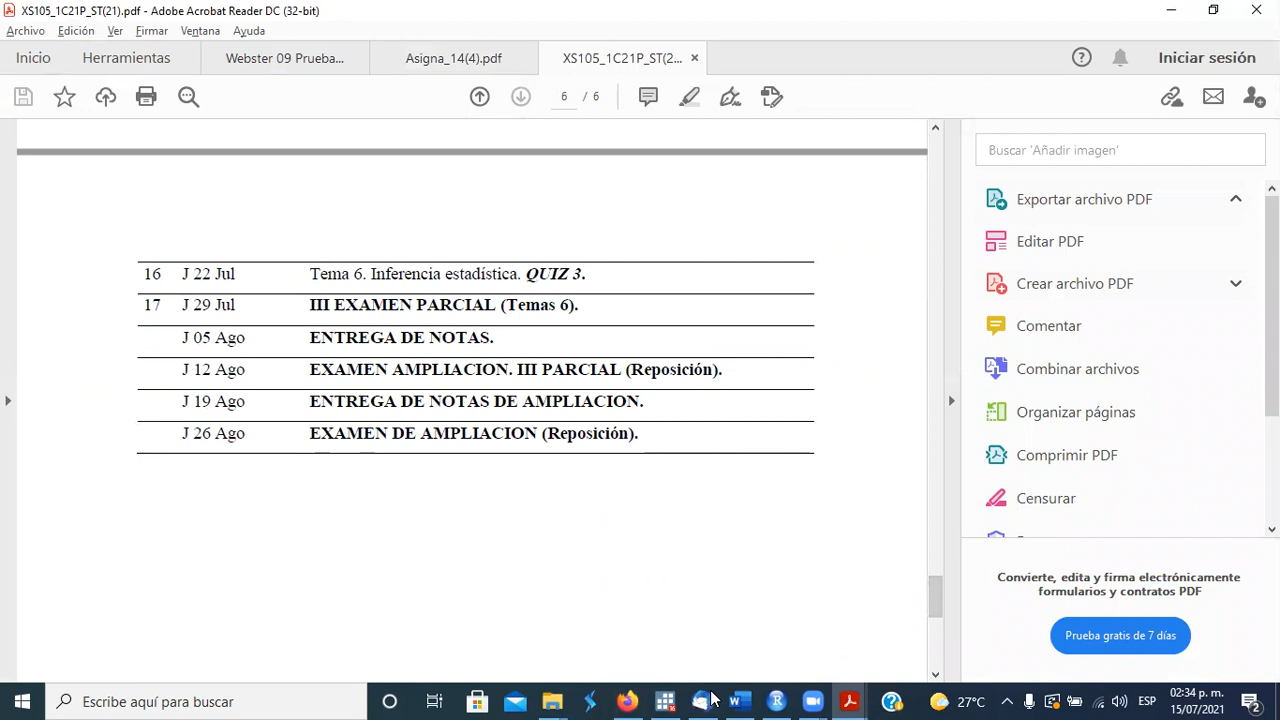 XS105_1C21P_ST(21).pdf - Adobe Acrobat Reader DC (32-bit)
Archivo Edición Ver Firmar Ventana Ayuda
Inicio Herramientas Webster 09 Prueba... Asigna_14(4).pdf XS105_1C21P_ST(2... Iniciar sesión
6 / 6
Buscar 'Añadir imagen'
Exportar archivo PDF
Editar PDF
Crear archivo PDF
Comentar
Combinar archivos
Organizar páginas
Comprimir PDF
Censurar
Convierte, edita y firma electrónicamente
formularios y contratos PDF
Prueba gratis de 7 días
16 J 22 Jul Tema 6. Inferencia estadística. QUIZ 3.
17 J 29 Jul III EXAMEN PARCIAL (Temas 6).
J 05 Ago ENTREGA DE NOTAS.
J 12 Ago EXAMEN AMPLIACION. III PARCIAL (Reposición).
J 19 Ago ENTREGA DE NOTAS DE AMPLIACION.
J 26 Ago EXAMEN DE AMPLIACION (Reposición).
Escribe aquí para buscar
27°C ESP 02:34 p. m.
15/07/2021 2